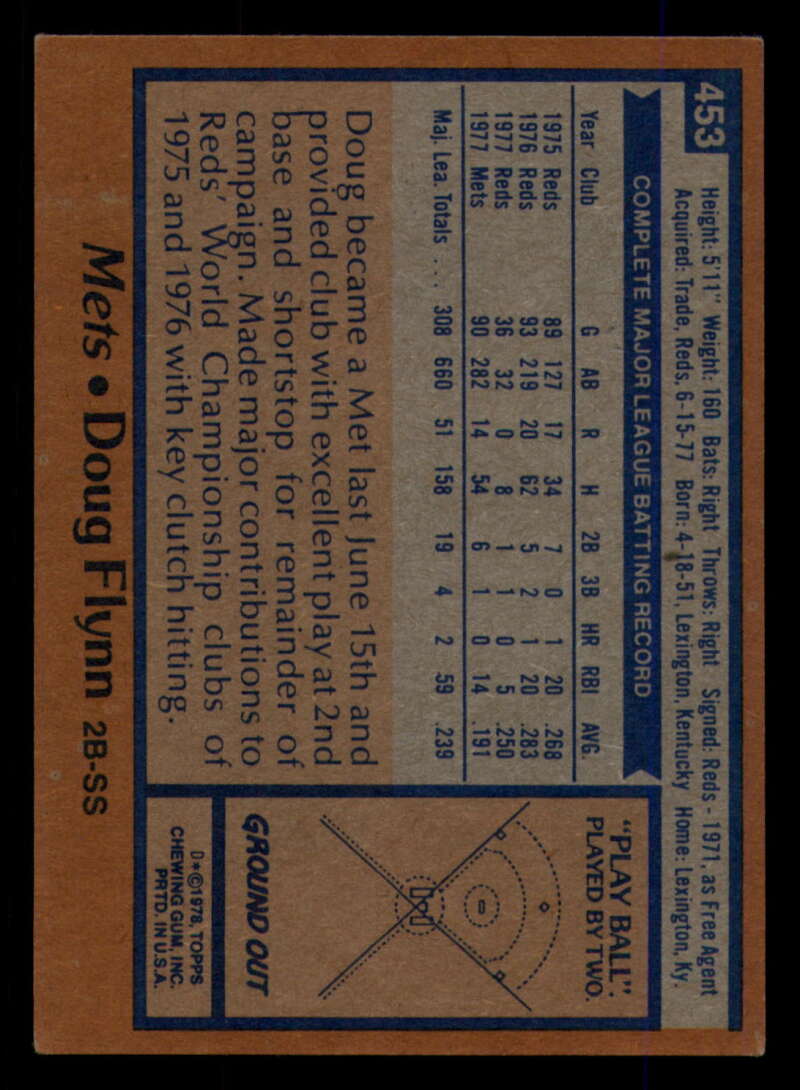 453
Height: 5'11" Weight: 160 Bats: Right Throws: Right Signed: Reds - 1971, as Free Agent
Acquired: Trade, Reds, 6-15-77 Born: 4-18-51, Lexington, Kentucky Home: Lexington, Ky.
COMPLETE MAJOR LEAGUE BATTING RECORD
Year Club G AB R H 2B 3B HR RBI AVG.
1975 Reds 89 127 17 34 7 0 1 20 .268
1976 Reds 93 219 20 62 5 2 1 20 .283
1977 Reds 36 32 0 8 1 1 0 5 .250
1977 Mets 90 282 14 54 6 1 0 14 .191
Maj. Lea. Totals ... 308 660 51 158 19 4 2 59 .239
Doug became a Met last June 15th and
provided club with excellent play at 2nd
base and shortstop for remainder of
campaign. Made major contributions to
Reds' World Championship clubs of
1975 and 1976 with key clutch hitting.
"PLAY BALL"
PLAYED BY TWO.
GROUND OUT
D*©1978, TOPPS
CHEWING GUM, INC.
PRTD. IN U.S.A.
Mets • Doug Flynn 2B-SS